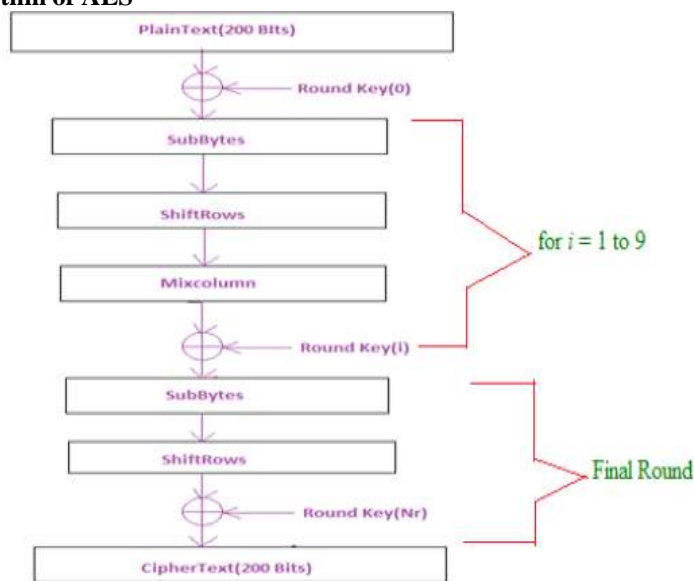 PlainText(200 Bits)
Round Key(0)
SubBytes
ShiftRows
for i = 1 to 9
Mixcolumn
Round Key(i)
SubBytes
ShiftRows
Final Round
Round Key(Nr)
CipherText(200 Bits)